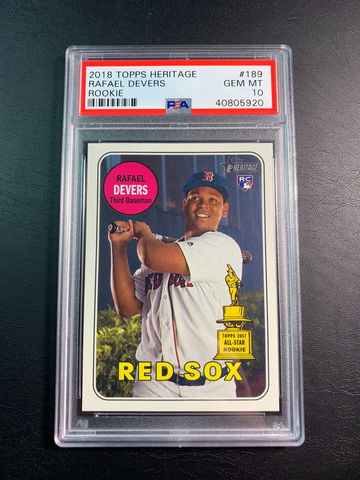 2018 TOPPS HERITAGE #189
RAFAEL DEVERS GEM MT
ROOKIE 10
PSA 40805920
HERITAGE
RC
RAFAEL
DEVERS
Third Baseman
TOPPS 2017
ALL-STAR
ROOKIE
RED SOX